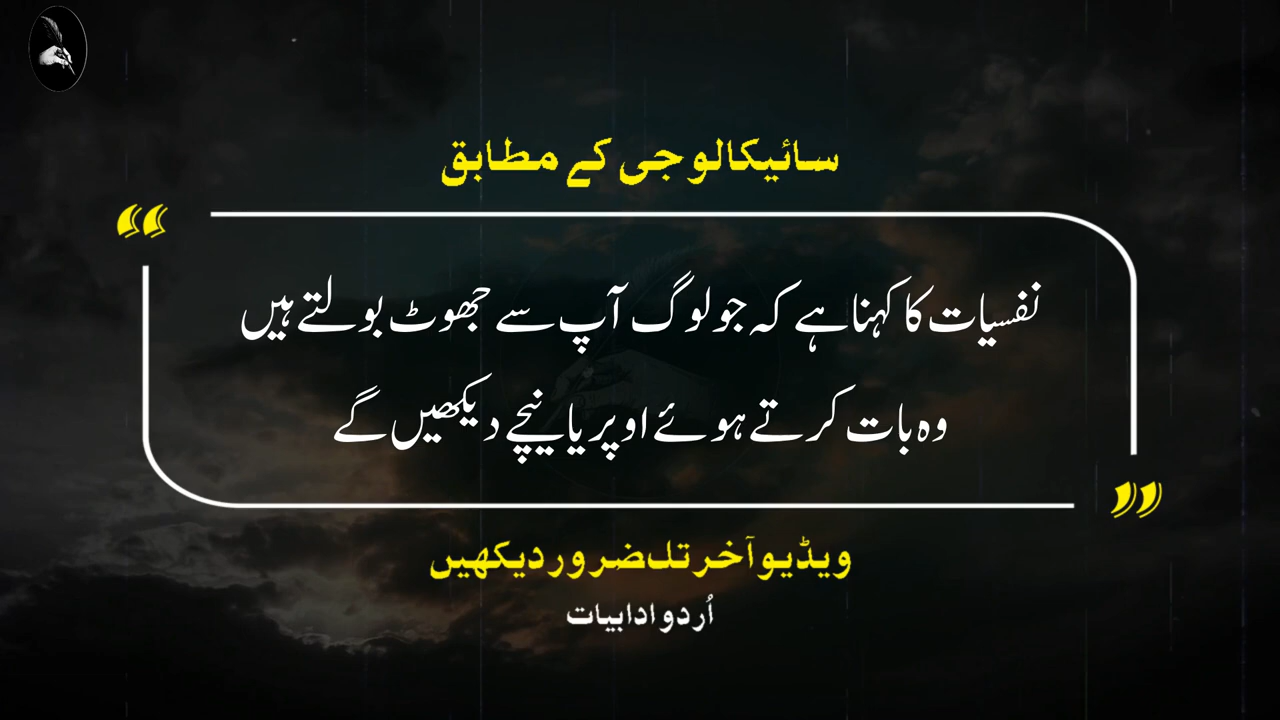 سائیکالوجی کے مطابق
نفسیات کا کہنا ہے کہ جو لوگ آپ سے جھوٹ بولتے ہیں
وہ بات کرتے ہوئے اوپر یا نیچے دیکھیں گے
ویڈیو آخر تک ضرور دیکھیں
اُردو ادابیات